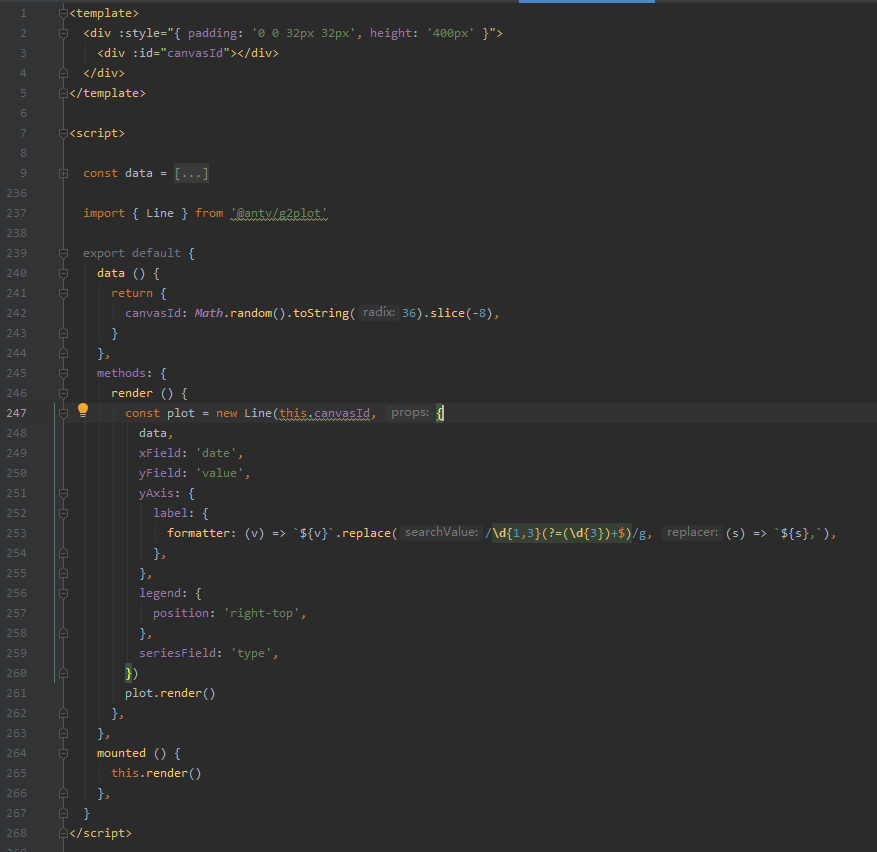 1 <template>
2 <div :style="{ padding: '0 0 32px 32px', height: '400px' }">
3 <div :id="canvasId"></div>
4 </div>
5 </template>
6
7 <script>
8
9 const data = [...]
236
237 import { Line } from '@antv/g2plot'
238
239 export default {
240 data () {
241 return {
242 canvasId: Math.random().toString( radix: 36).slice(-8),
243 }
244 },
245 methods: {
246 render () {
247 const plot = new Line(this.canvasId, props: {
248 data,
249 xField: 'date',
250 yField: 'value',
251 yAxis: {
252 label: {
253 formatter: (v) => `${v}`.replace( searchValue: /\d{1,3}(?=(\d{3})+$)/g, replacer: (s) => `${s},`),
254 },
255 },
256 legend: {
257 position: 'right-top',
258 },
259 seriesField: 'type',
260 })
261 plot.render()
262 },
263 },
264 mounted () {
265 this.render()
266 },
267 }
268 </script>